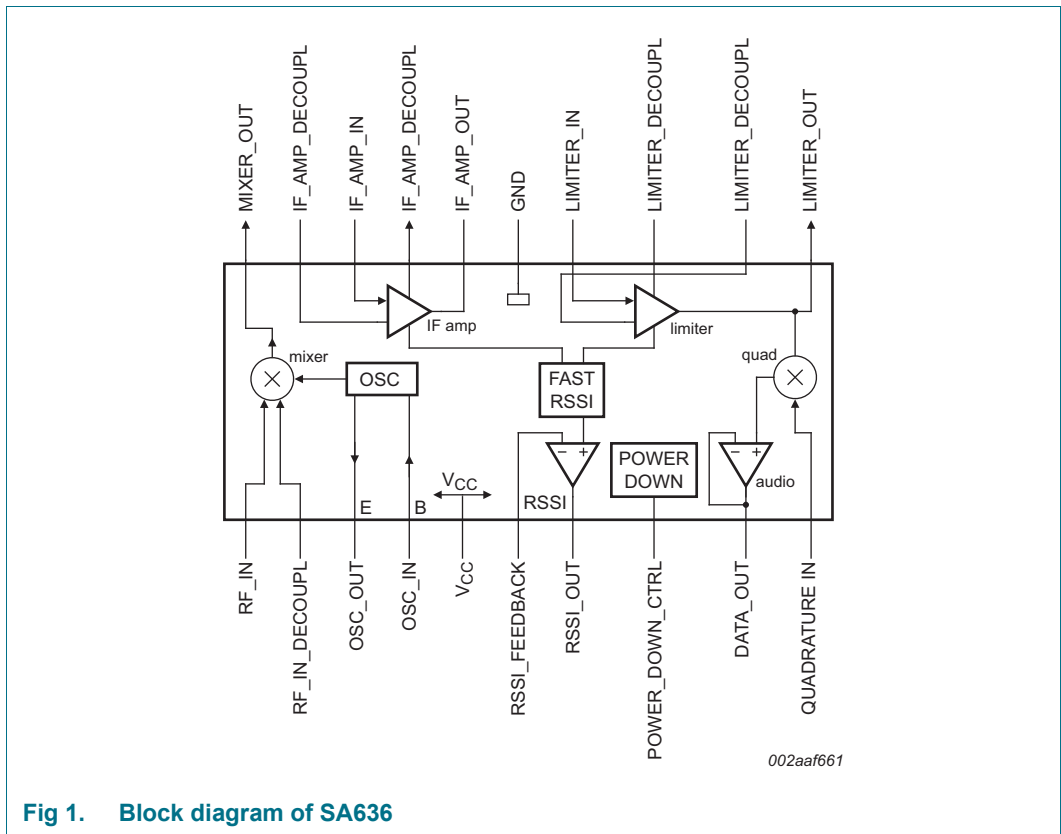 MIXER_OUT
IF_AMP_DECOUPL
IF_AMP_IN
IF_AMP_DECOUPL
IF_AMP_OUT
GND
LIMITER_IN
LIMITER_DECOUPL
LIMITER_DECOUPL
LIMITER_OUT
IF amp
limiter
mixer
quad
OSC
FAST
RSSI
POWER
DOWN
− +
− +
audio
VCC
RSSI
E
B
RF_IN
RF_IN_DECOUPL
OSC_OUT
OSC_IN
VCC
RSSI_FEEDBACK
RSSI_OUT
POWER_DOWN_CTRL
DATA_OUT
QUADRATURE IN
002aaf661
Fig 1. Block diagram of SA636